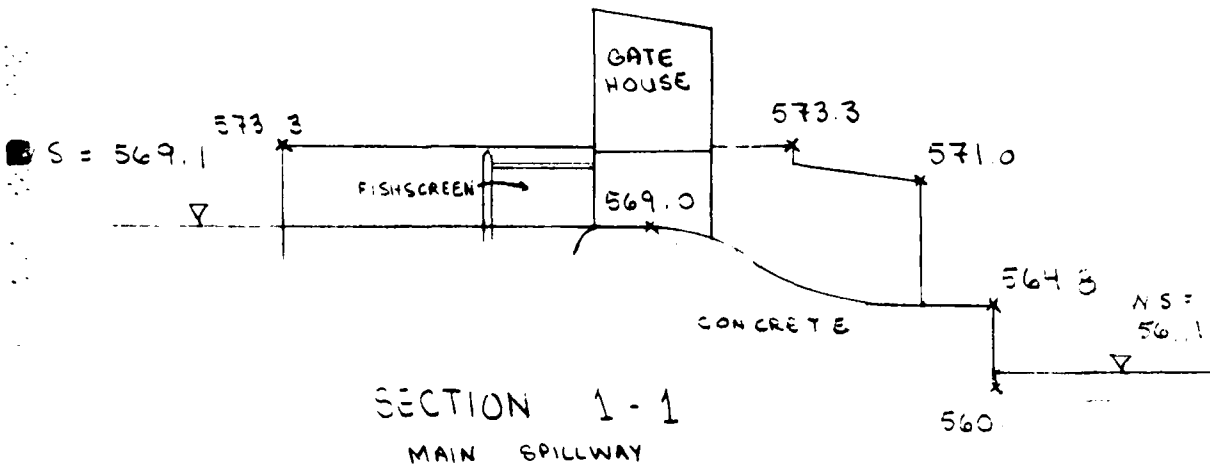 GATE
HOUSE
573.3
573.3
S = 569.1
571.0
FISHSCREEN
569.0
564.8
CONCRETE
SECTION 1-1
560
MAIN SPILLWAY